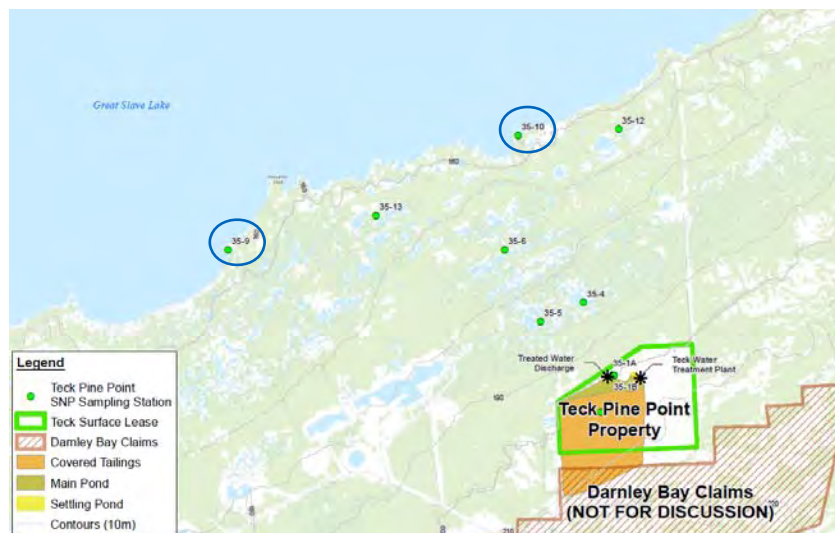 Great Slave Lake
35-10
35-12
180
35-13
35-9
35-6
35-4
35-5
Treated Water
Discharge
35-1A
35-1B
Teck Water
Treatment Plant
190
Teck Pine Point
Property
Darnley Bay Claims
(NOT FOR DISCUSSION)
210
Legend
Teck Pine Point
SNP Sampling Station
Teck Surface Lease
Darnley Bay Claims
Covered Tailings
Main Pond
Settling Pond
Contours (10m)